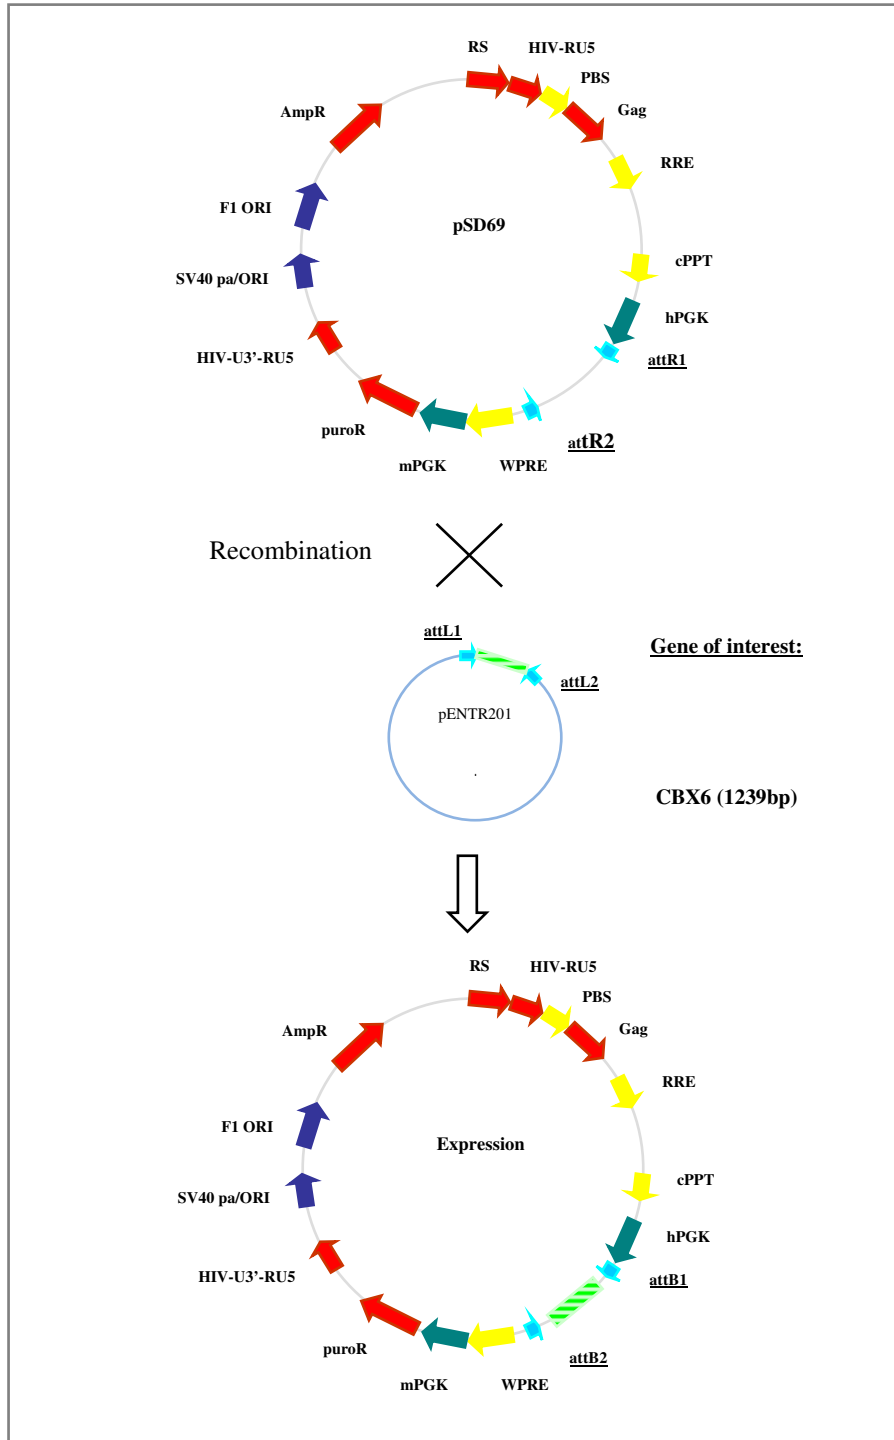 RS
HIV-RU5
PBS
Gag
AmpR
RRE
F1 ORI
pSD69
cPPT
SV40 pa/ORI
hPGK
HIV-U3'-RU5
attR1
puroR
attR2
mPGK
WPRE
Recombination
attL1
Gene of interest:
attL2
pENTR201
.
CBX6 (1239bp)
RS
HIV-RU5
PBS
Gag
AmpR
RRE
F1 ORI
Expression
cPPT
SV40 pa/ORI
hPGK
HIV-U3'-RU5
attB1
puroR
attB2
mPGK
WPRE